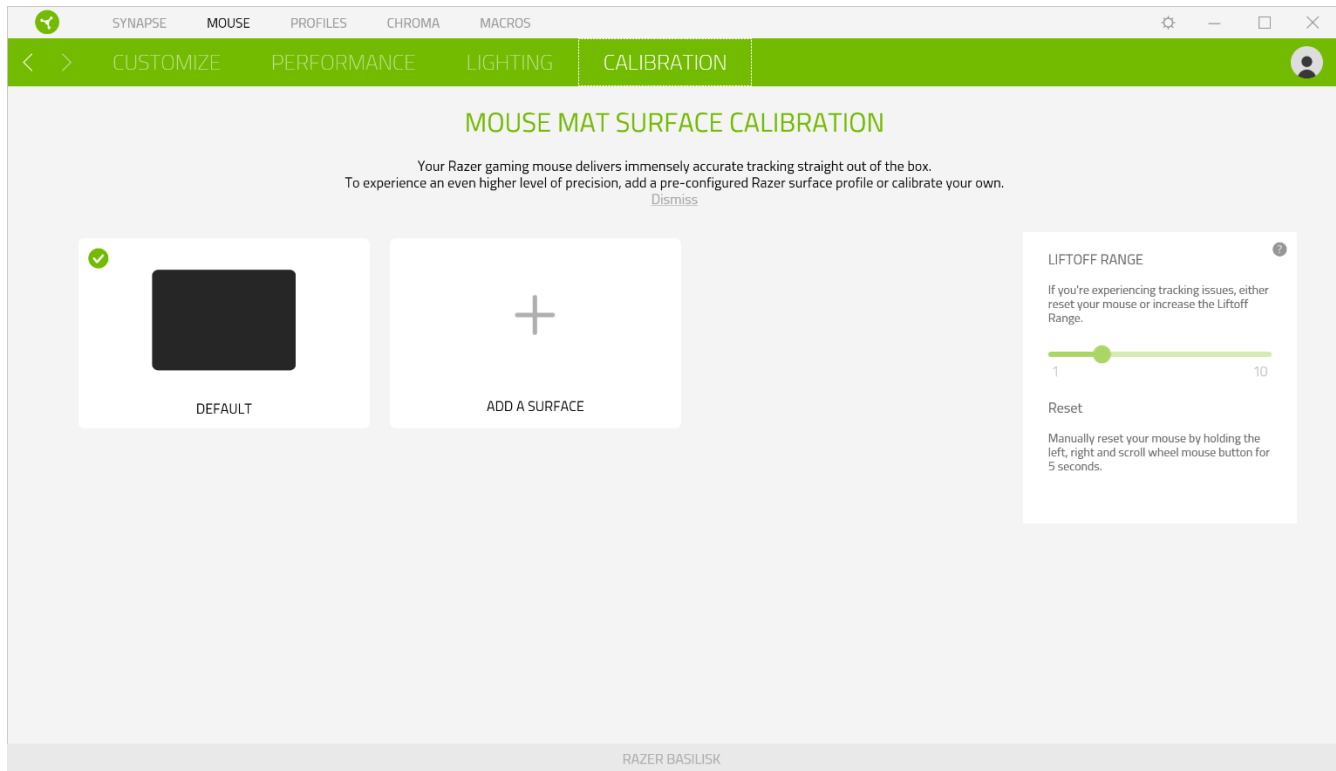 SYNAPSE MOUSE PROFILES CHROMA MACROS
CUSTOMIZE PERFORMANCE LIGHTING CALIBRATION
MOUSE MAT SURFACE CALIBRATION
Your Razer gaming mouse delivers immensely accurate tracking straight out of the box.
To experience an even higher level of precision, add a pre-configured Razer surface profile or calibrate your own.
Dismiss
DEFAULT
ADD A SURFACE
LIFTOFF RANGE
?
If you're experiencing tracking issues, either
reset your mouse or increase the Liftoff
Range.
1 10
Reset
Manually reset your mouse by holding the
left, right and scroll wheel mouse button for
5 seconds.
RAZER BASILISK